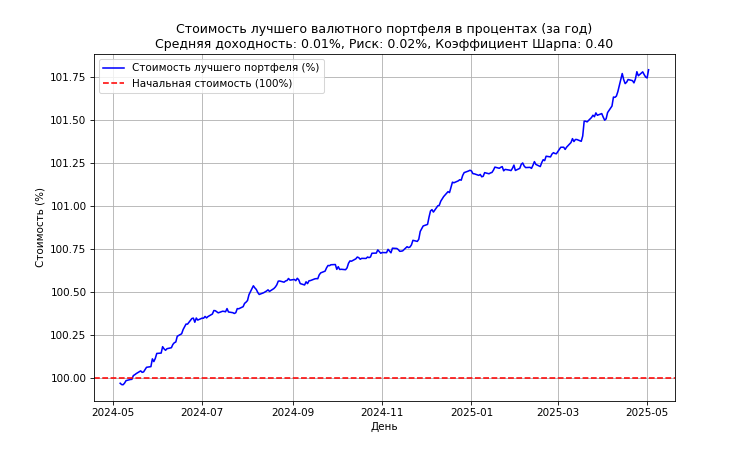 Стоимость лучшего валютного портфеля в процентах (за год)
Средняя доходность: 0.01%, Риск: 0.02%, Коэффициент Шарпа: 0.40
Стоимость лучшего портфеля (%)
Начальная стоимость (100%)
Стоимость (%)
101.75
101.50
101.25
101.00
100.75
100.50
100.25
100.00
2024-05 2024-07 2024-09 2024-11 2025-01 2025-03 2025-05
День